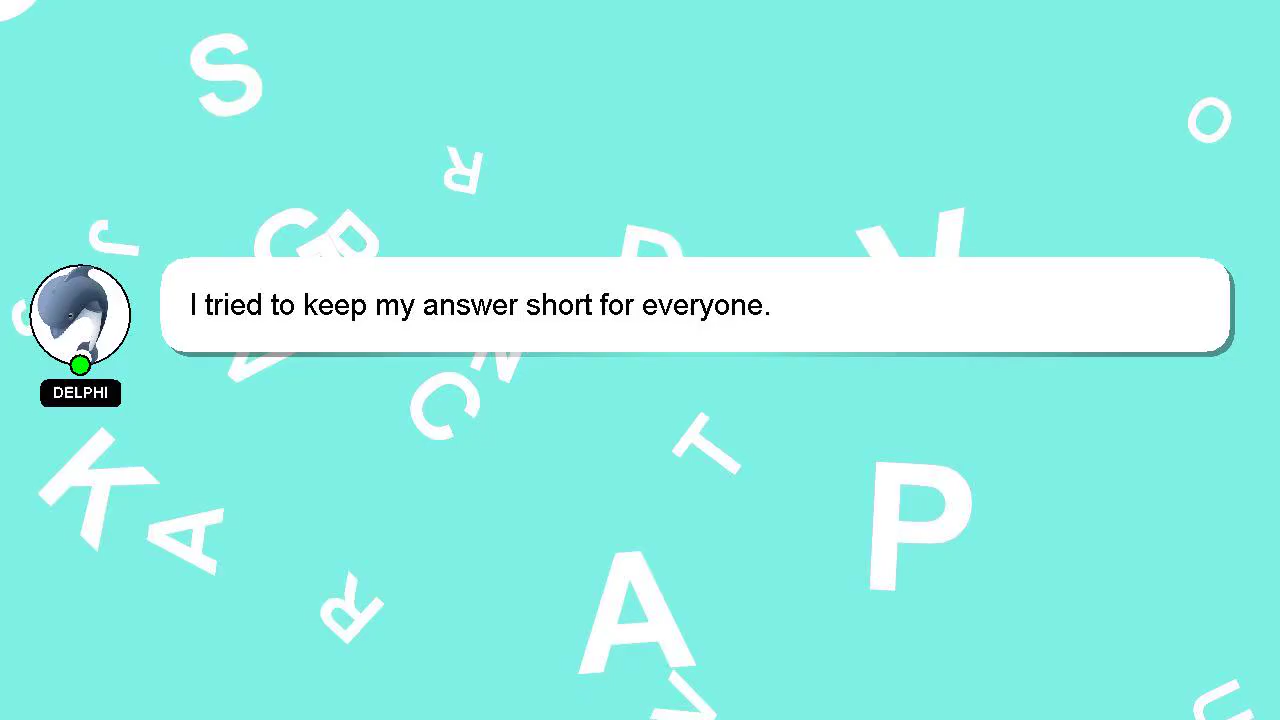 S
O
R
J
G
B
D
V
I tried to keep my answer short for everyone.
DELPHI
N
C
T
K
P
A
R
A
V
U